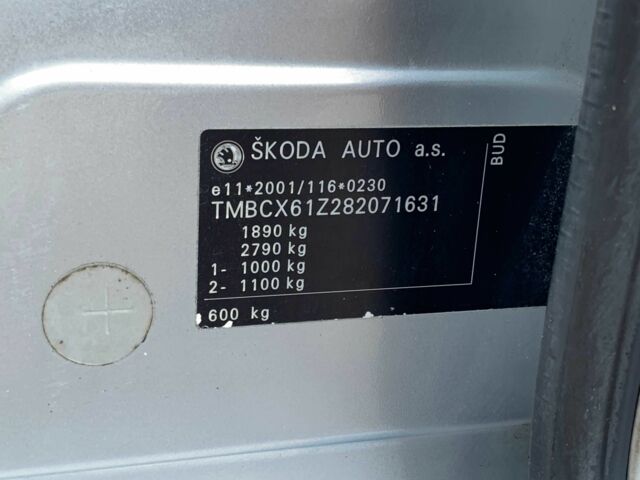 ŠKODA AUTO a.s.
BUD
e11*2001/116*0230
TMBCX61Z282071631
1890 kg
2790 kg
1- 1000 kg
2- 1100 kg
600 kg